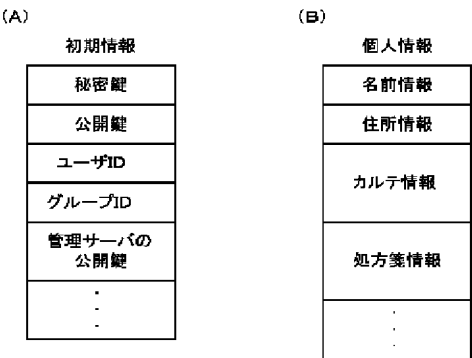 (A)
初期情報
秘密鍵
公開鍵
ユーザID
グループID
管理サーバの
公開鍵
(B)
個人情報
名前情報
住所情報
カルテ情報
処方箋情報